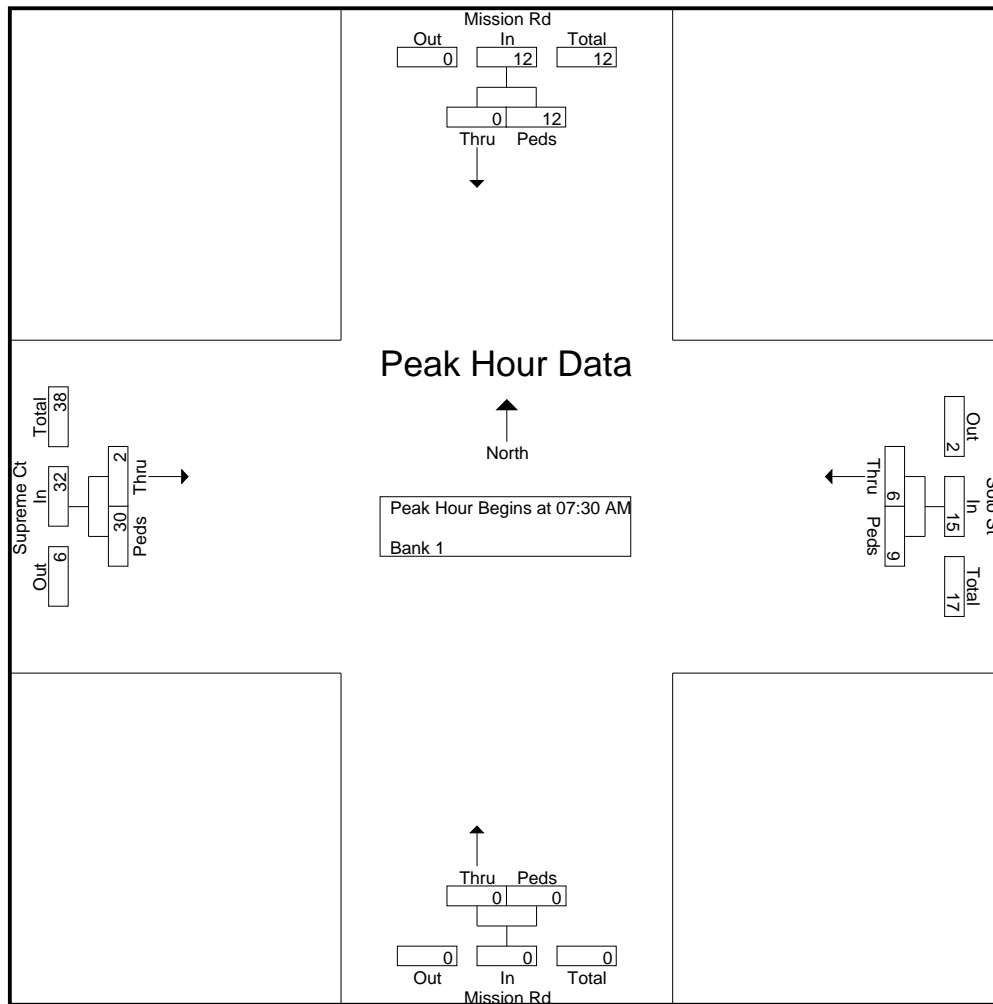 Mission Rd
Out In Total
0 12 12
0 12
Thru Peds
Peak Hour Data
North
Peak Hour Begins at 07:30 AM
Bank 1
Supreme Ct
Out In Total
6 32 38
Peds Thru
30 2
Out In Total
2 15 17
Thru Peds
6 9
Thru Peds
0 0
0 0 0
Out In Total
Mission Rd